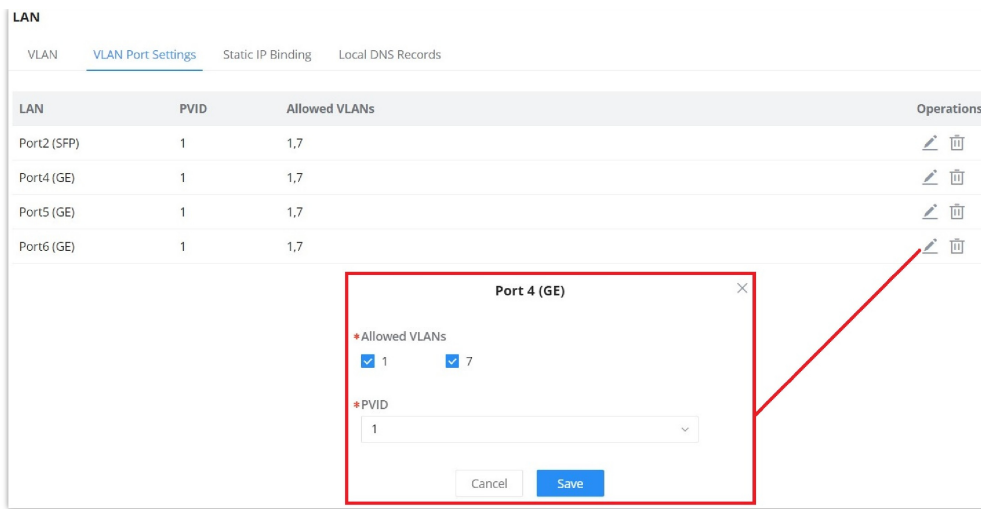 LAN
VLAN VLAN Port Settings Static IP Binding Local DNS Records
LAN PVID Allowed VLANs Operations
Port2 (SFP) 1 1,7
Port4 (GE) 1 1,7
Port5 (GE) 1 1,7
Port6 (GE) 1 1,7
Port 4 (GE)
*Allowed VLANs
1 7
*PVID
1
Cancel Save